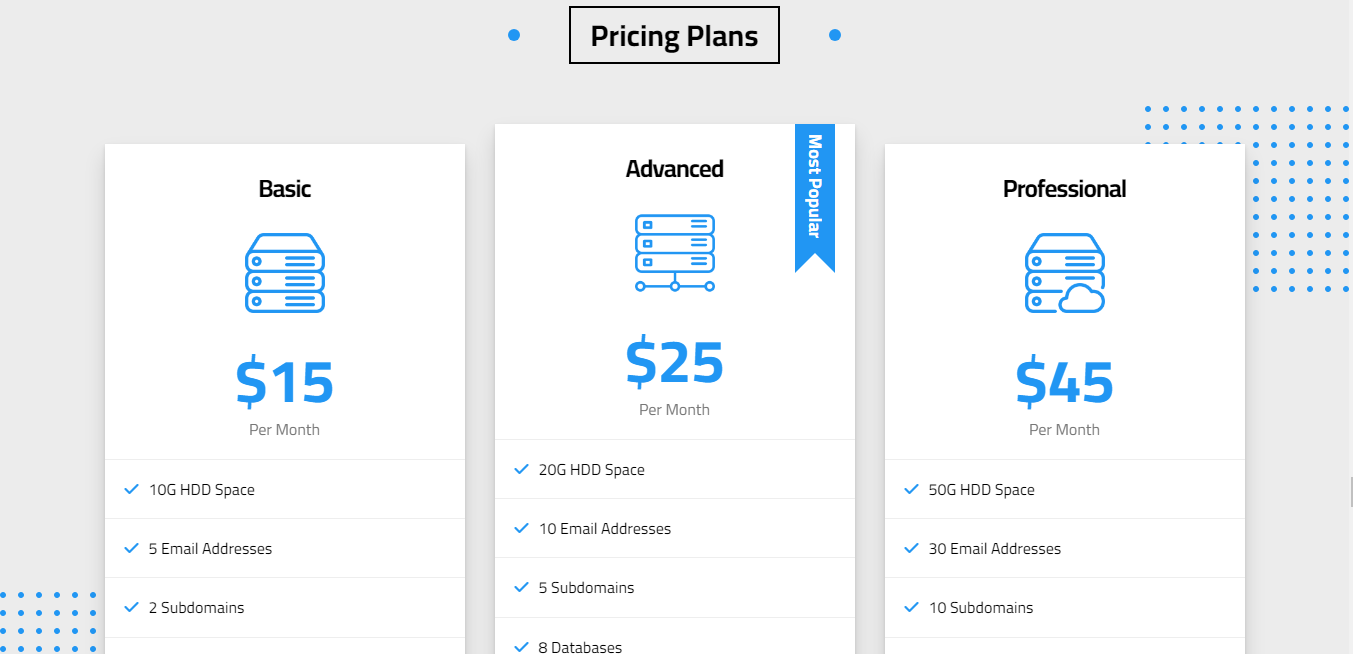 Pricing Plans
Basic
$15
Per Month
10G HDD Space
5 Email Addresses
2 Subdomains
Advanced
Most Popular
$25
Per Month
20G HDD Space
10 Email Addresses
5 Subdomains
8 Databases
Professional
$45
Per Month
50G HDD Space
30 Email Addresses
10 Subdomains